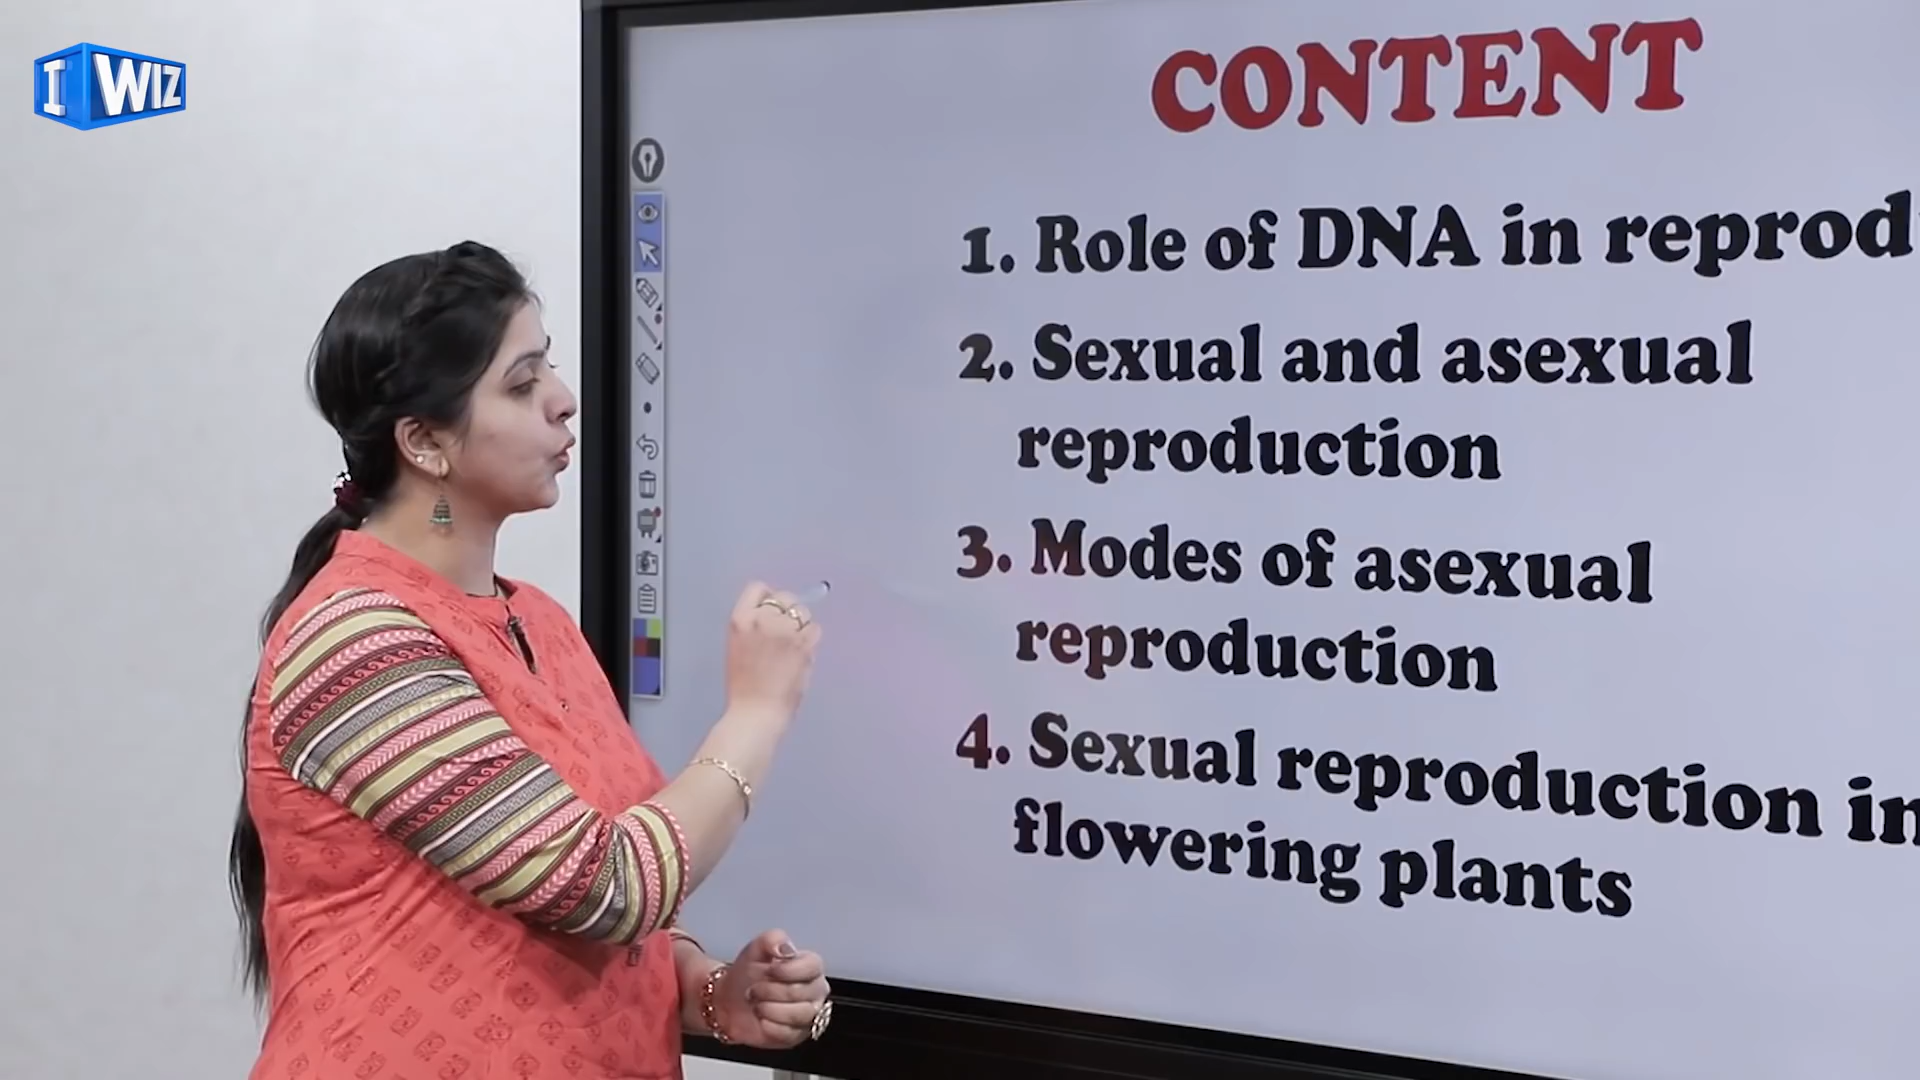 I WIZ
CONTENT
1. Role of DNA in reprod
2. Sexual and asexual
reproduction
3. Modes of asexual
reproduction
4. Sexual reproduction in
flowering plants